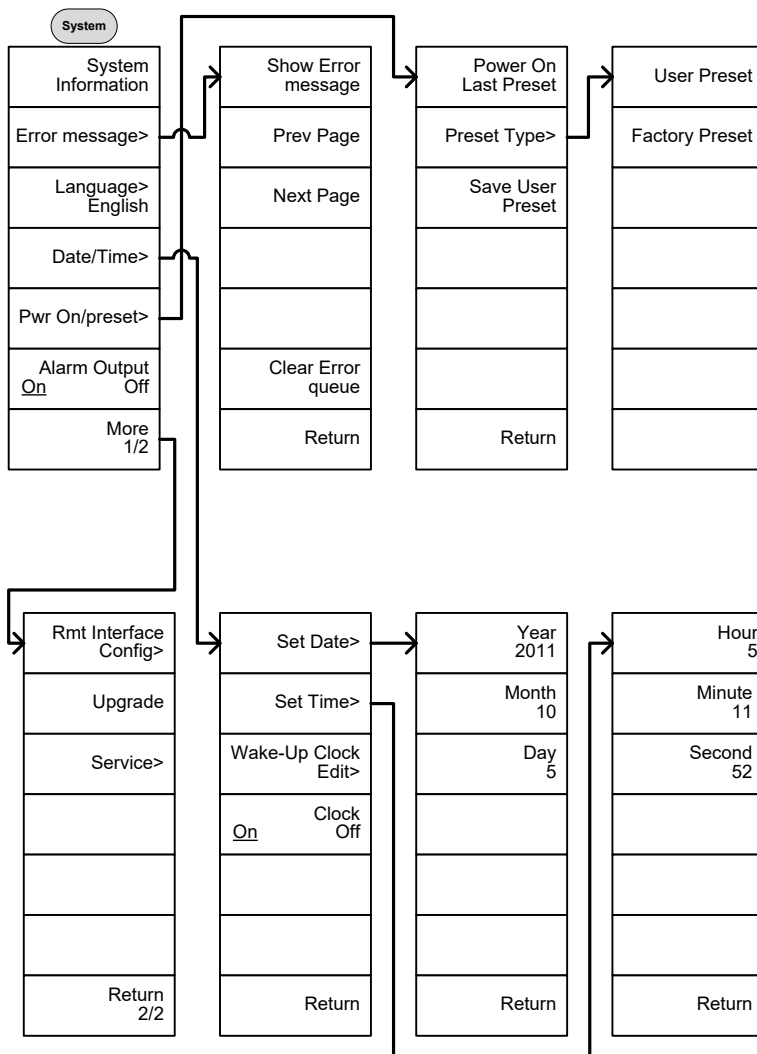 System
System
Information
Error message>
Language>
English
Date/Time>
Pwr On/preset>
Alarm Output
On Off
More
1/2
Show Error
message
Prev Page
Next Page
Clear Error
queue
Return
Power On
Last Preset
Preset Type>
Save User
Preset
Return
User Preset
Factory Preset
Rmt Interface
Config>
Upgrade
Service>
Return
2/2
Set Date>
Set Time>
Wake-Up Clock
Edit>
Clock
On Off
Return
Year
2011
Month
10
Day
5
Return
Hour
5
Minute
11
Second
52
Return